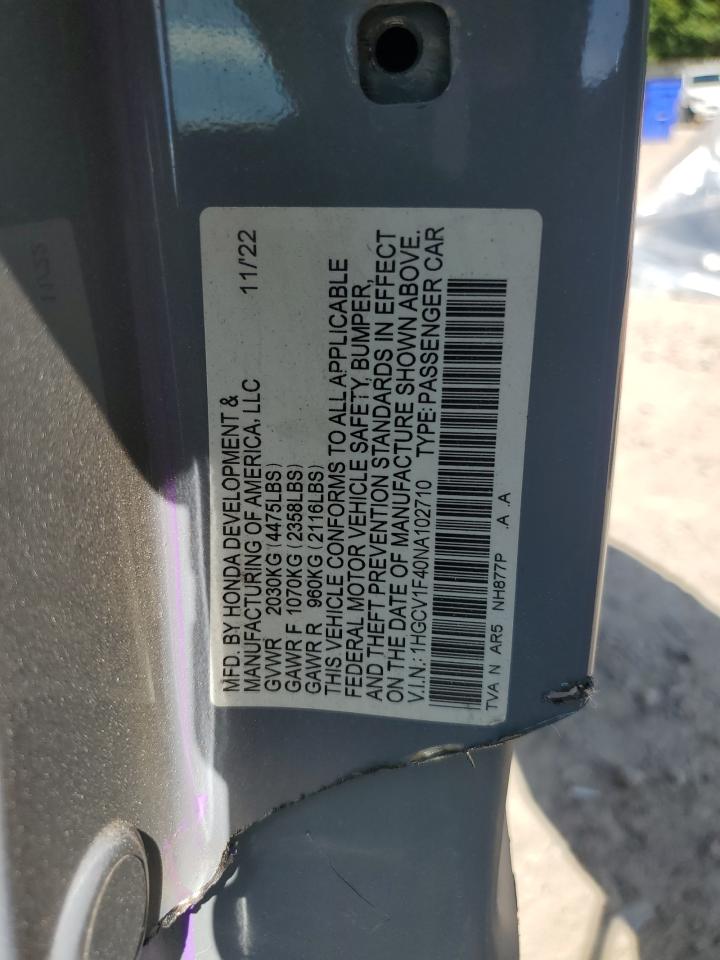 MFD. BY HONDA DEVELOPMENT &
MANUFACTURING OF AMERICA, LLC 11/'22
GVWR 2030KG (4475LBS)
GAWR F 1070KG (2358LBS)
GAWR R 960KG (2116LBS)
THIS VEHICLE CONFORMS TO ALL APPLICABLE
FEDERAL MOTOR VEHICLE SAFETY, BUMPER,
AND THEFT PREVENTION STANDARDS IN EFFECT
ON THE DATE OF MANUFACTURE SHOWN ABOVE.
V.I.N.: 1HGCV1F40NA102710 TYPE: PASSENGER CAR
TVA N AR5 NH877P .A .A